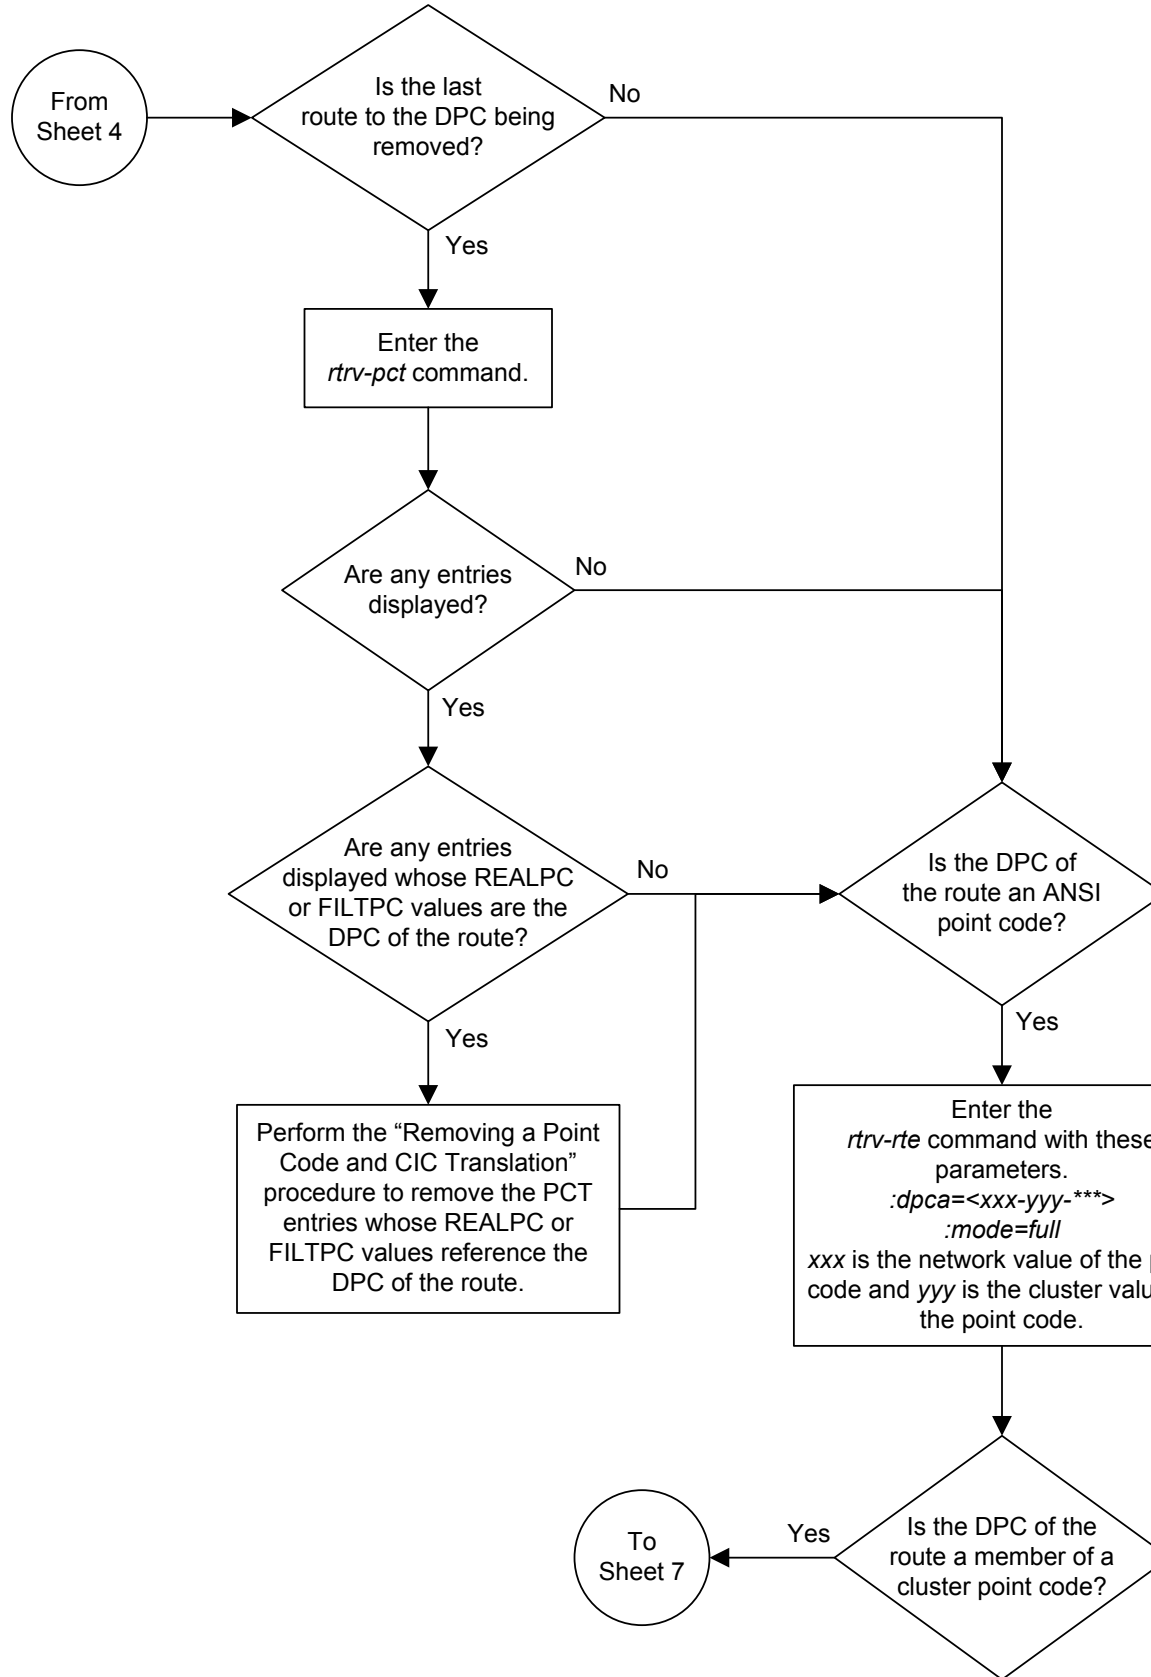 From
Sheet 4
Is the last
route to the DPC being
removed?
No
Yes
Enter the
rtrv-pct command.
Are any entries
displayed?
No
Yes
Are any entries
displayed whose REALPC
or FILTPC values are the
DPC of the route?
No
Yes
Perform the “Removing a Point
Code and CIC Translation”
procedure to remove the PCT
entries whose REALPC or
FILTPC values reference the
DPC of the route.
Is the DPC of
the route an ANSI
point code?
Yes
Enter the
rtrv-rte command with these
parameters.
:dpca=<xxx-yyy-***>
:mode=full
xxx is the network value of the
code and yyy is the cluster
the point code.
Is the DPC of the
route a member of a
cluster point code?
Yes
To
Sheet 7